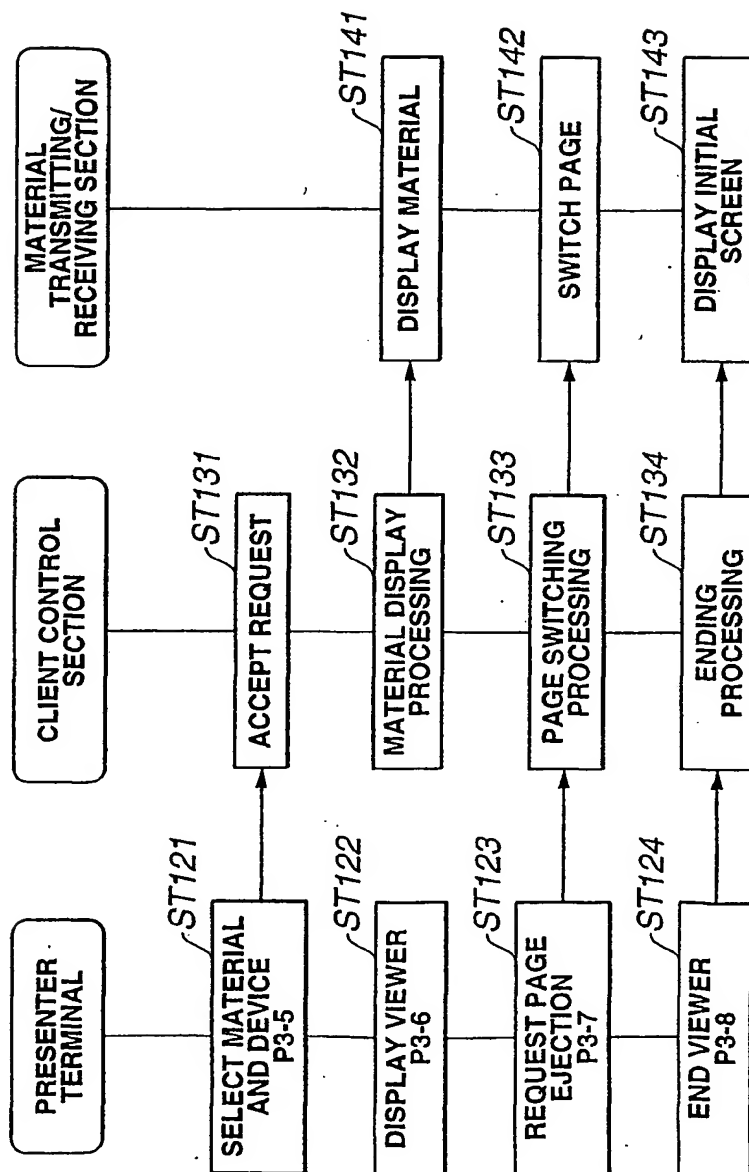 PRESENTER
TERMINAL
SELECT MATERIAL
AND DEVICE
P3-5
ST121
DISPLAY VIEWER
P3-6
ST122
REQUEST PAGE
EJECTION
P3-7
ST123
END VIEWER
P3-8
ST124
CLIENT CONTROL
SECTION
ACCEPT REQUEST
ST131
MATERIAL DISPLAY
PROCESSING
ST132
PAGE SWITCHING
PROCESSING
ST133
ENDING
PROCESSING
ST134
MATERIAL
TRANSMITTING/
RECEIVING SECTION
DISPLAY MATERIAL
ST141
SWITCH PAGE
ST142
DISPLAY INITIAL
SCREEN
ST143